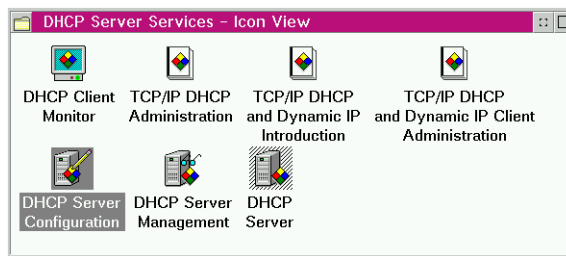 DHCP Server Services - Icon View
DHCP Client
Monitor
TCP/IP DHCP
Administration
TCP/IP DHCP
and Dynamic IP
Introduction
TCP/IP DHCP
and Dynamic IP Client
Administration
DHCP Server
Configuration
DHCP Server
Management
DHCP
Server